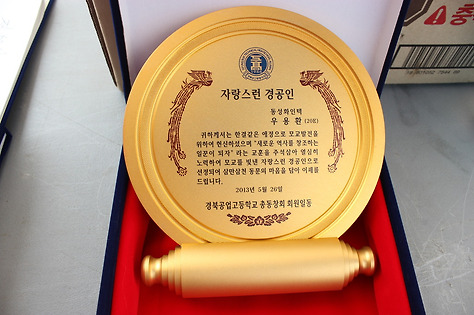 자랑스런 경공인
동성화인텍
우 용 환 (20회)
귀하께서는 한결같은 애정으로 모교발전을
위하여 헌신하셨으며 "새로운 역사를 창조하는
일꾼이 되자" 라는 교훈을 주석삼아 열심히
노력하여 모교를 빛낸 자랑스런 경공인으로
선정되어 삼만삼천 동문의 마음을 담아 이패를
드립니다.
2013년 5월 26일
경북공업고등학교 총동창회 회원일동
충